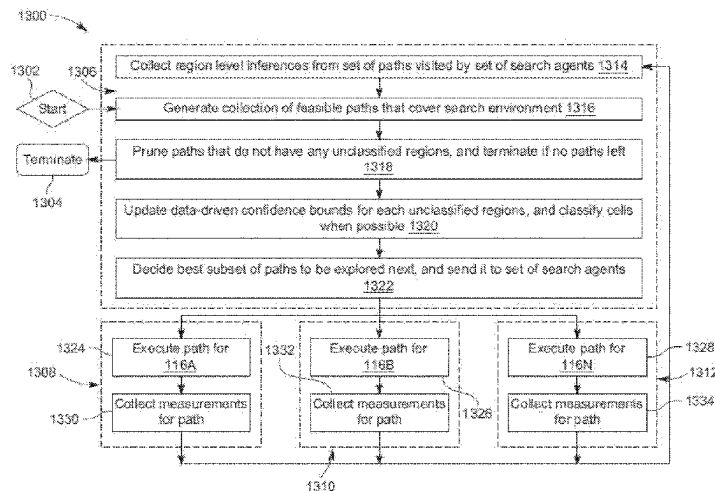 1300
1302
1306
Collect region level inferences from set of paths visited by set of search agents 1314
Start
Generate collection of feasible paths that cover search environment 1316
Terminate
1304
Prune paths that do not have any unclassified regions, and terminate if no paths left
1318
Update data-driven confidence bounds for each unclassified regions, and classify cells
when possible 1320
Decide best subset of paths to be explored next, and send it to set of search agents
1322
1324
1308
1330
Execute path for
116A
Collect measurements
for path
1332
Execute path for
116B
1326
Collect measurements
for path
1310
Execute path for
116N
Collect measurements
for path
1328
1312
1334